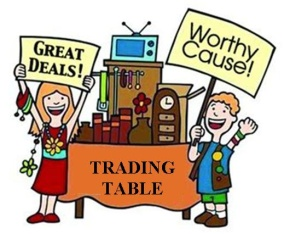 GREAT
DEALS!
Worthy
Cause!
TRADING
TABLE